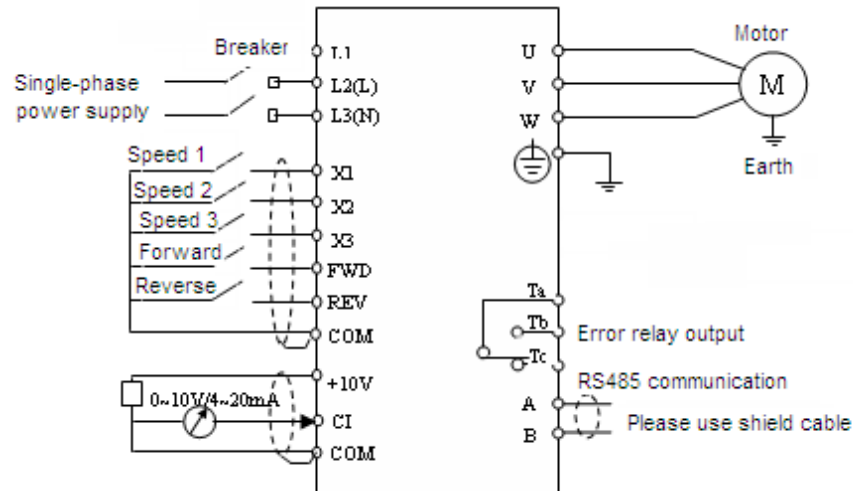 Breaker
L1
U
Motor
Single-phase
power supply
L2(L)
V
M
L3(N)
W
Speed 1
X1
Earth
Speed 2
X2
Speed 3
X3
Forward
FWD
Reverse
REV
Ta
COM
Tb
Error relay output
Tc
+10V
RS485 communication
0~10V/4~20mA
A
CI
Please use shield cable
B
COM